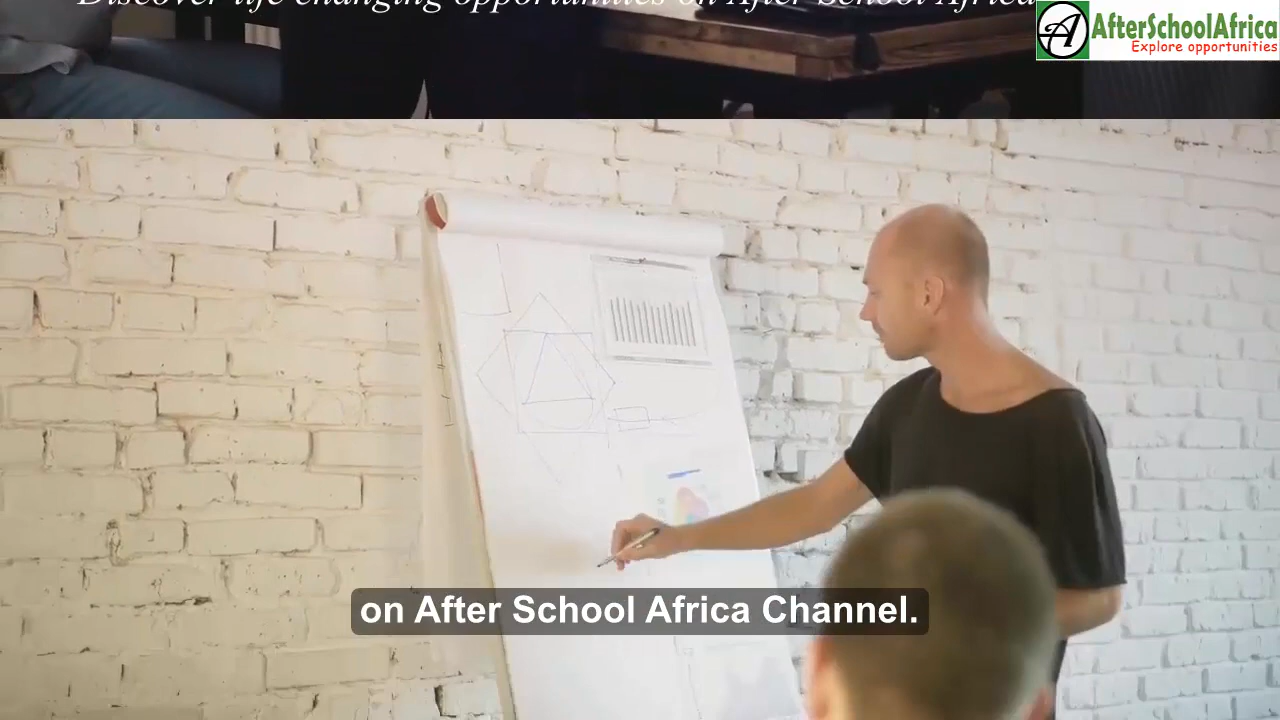 Discover life changing opportunities on After School Africa
AfterSchoolAfrica
Explore opportunities
on After School Africa Channel.